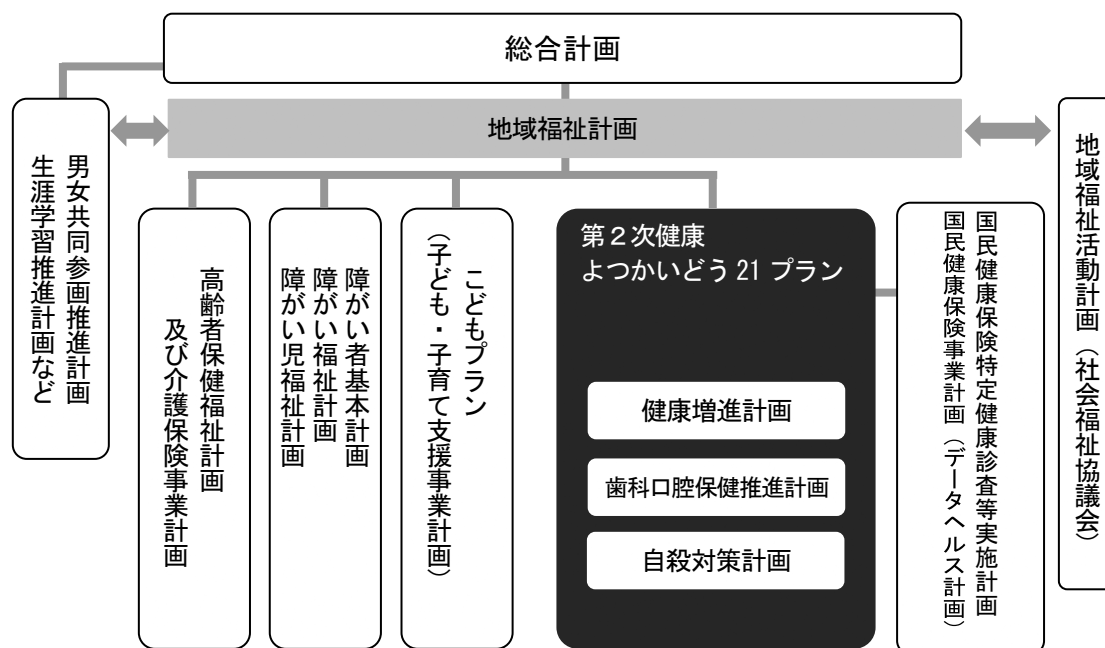 総合計画
地域福祉計画
男女共同参画推進計画
生涯学習推進計画など
高齢者保健福祉計画
及び介護保険事業計画
障がい者基本計画
障がい福祉計画
障がい児福祉計画
こどもプラン
（子ども・子育て支援事業計画）
第２次健康
よつかいどう 21 プラン
健康増進計画
歯科口腔保健推進計画
自殺対策計画
国民健康保険特定健康診査等実施計画
国民健康保険事業計画（データヘルス計画）
地域福祉活動計画（社会福祉協議会）